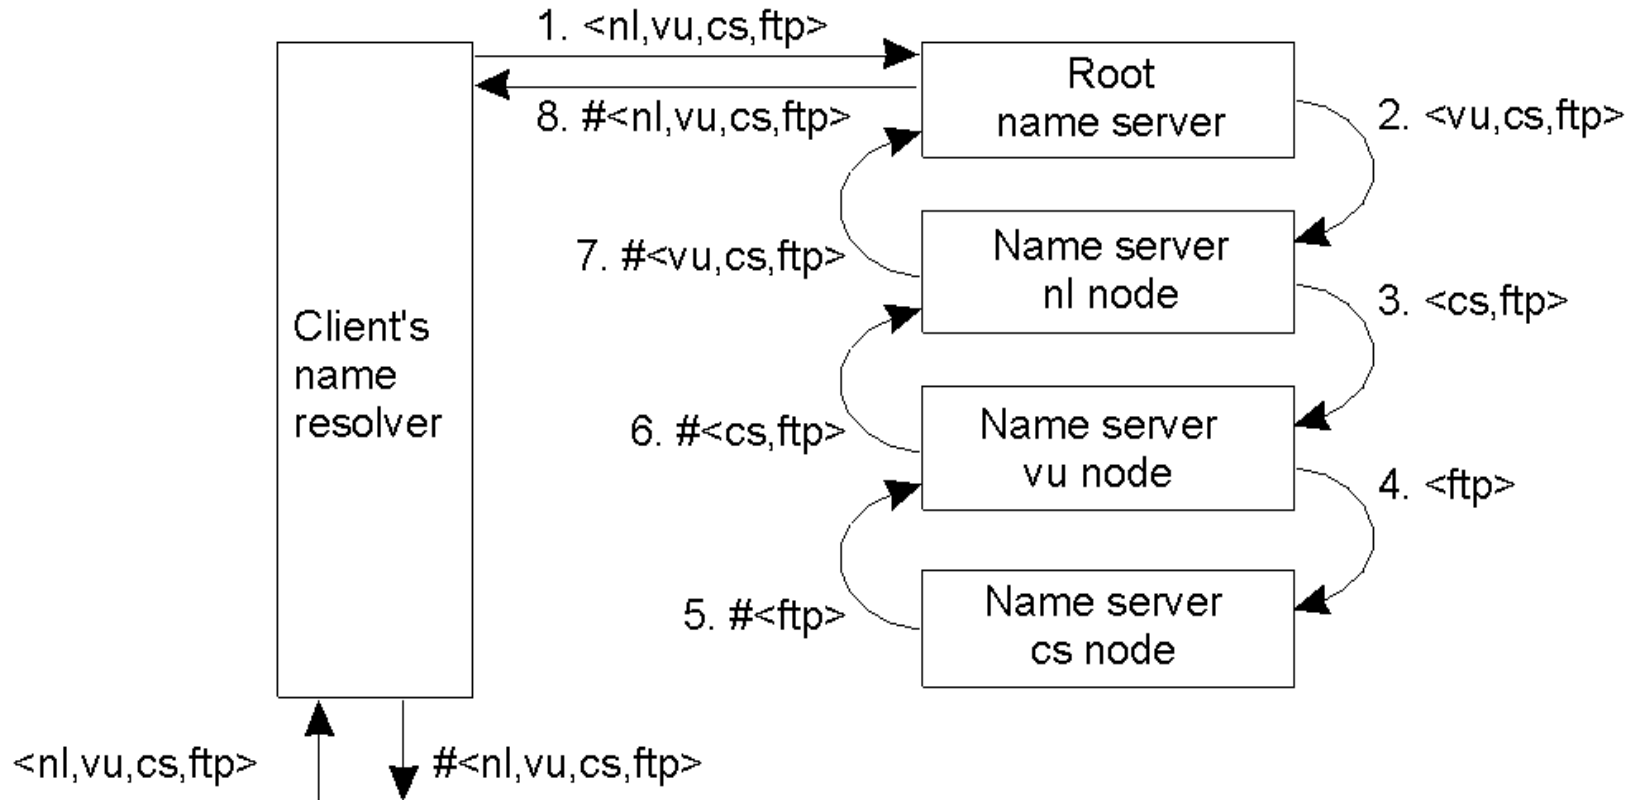 1. <nl,vu,cs,ftp>
Root
name server
2. <vu,cs,ftp>
8. #<nl,vu,cs,ftp>
Name server
nl node
7. #<vu,cs,ftp>
3. <cs,ftp>
Client's
name
resolver
Name server
vu node
6. #<cs,ftp>
4. <ftp>
Name server
cs node
5. #<ftp>
<nl,vu,cs,ftp>
#<nl,vu,cs,ftp>